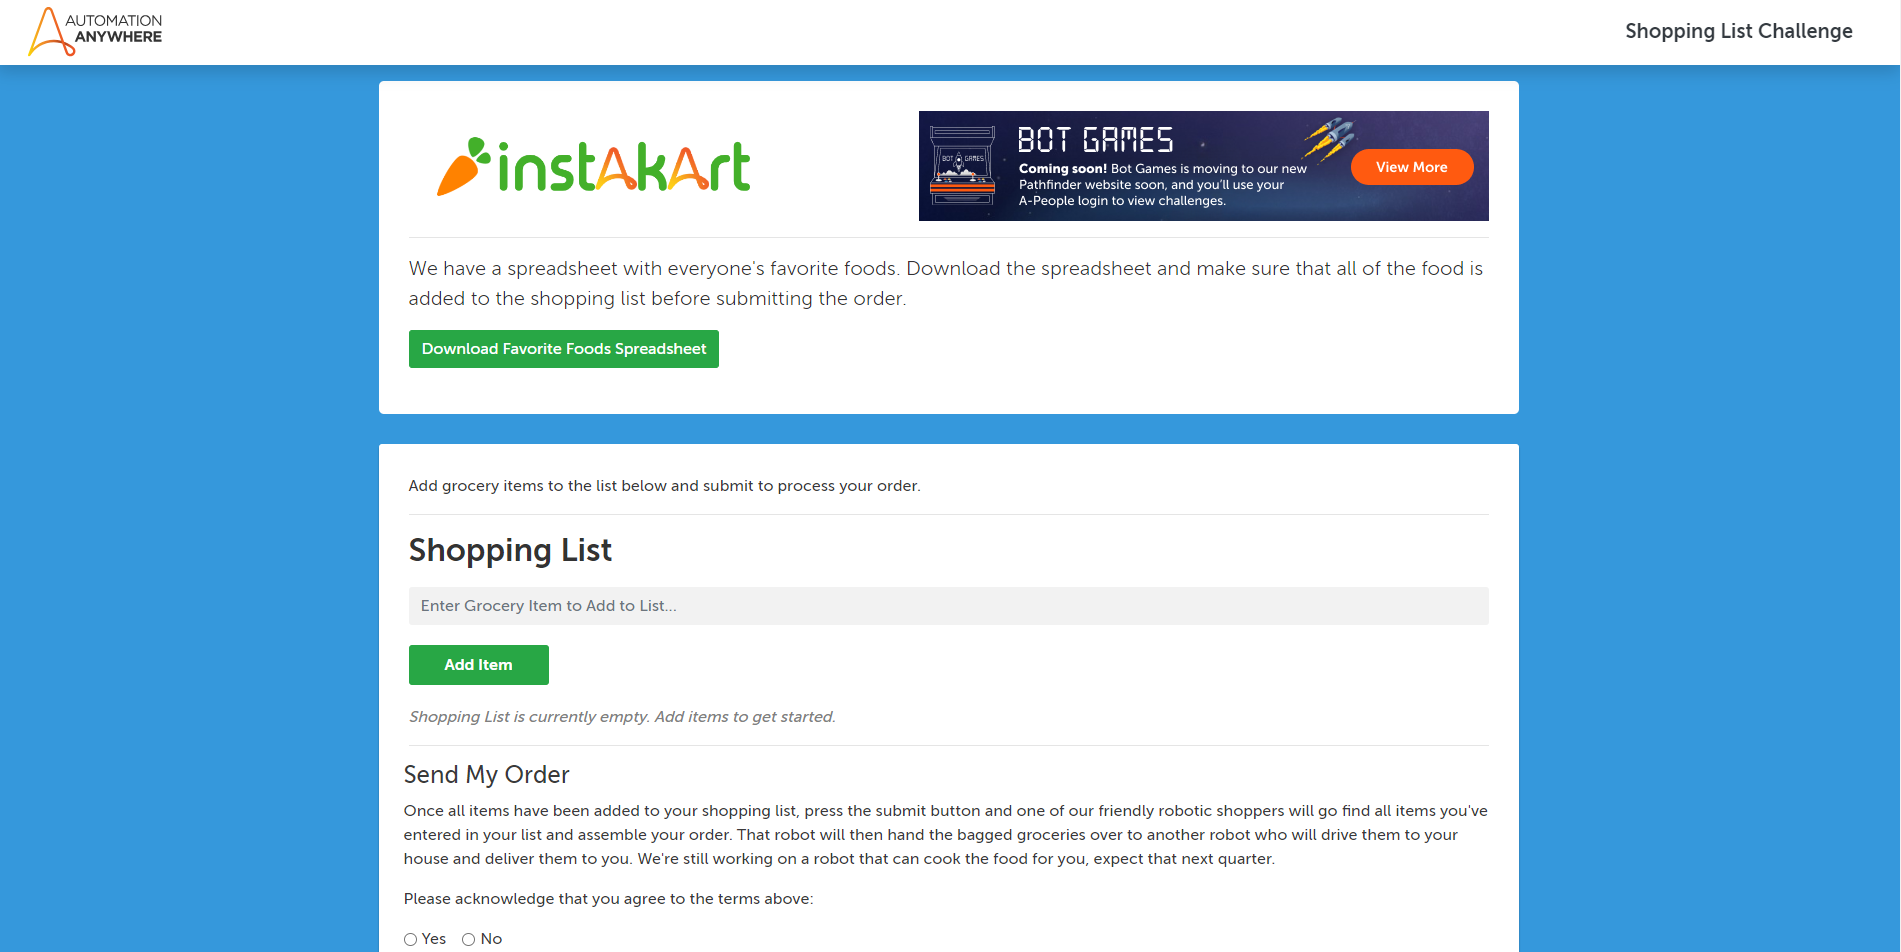 AUTOMATION
ANYWHERE
Shopping List Challenge
instAkArt
BOT GAMES
BOT GAMES
Coming soon! Bot Games is moving to our new
Pathfinder website soon, and you'll use your
A-People login to view challenges.
View More
We have a spreadsheet with everyone's favorite foods. Download the spreadsheet and make sure that all of the food is
added to the shopping list before submitting the order.
Download Favorite Foods Spreadsheet
Add grocery items to the list below and submit to process your order.
Shopping List
Enter Grocery Item to Add to List...
Add Item
Shopping List is currently empty. Add items to get started.
Send My Order
Once all items have been added to your shopping list, press the submit button and one of our friendly robotic shoppers will go find all items you've
entered in your list and assemble your order. That robot will then hand the bagged groceries over to another robot who will drive them to your
house and deliver them to you. We're still working on a robot that can cook the food for you, expect that next quarter.
Please acknowledge that you agree to the terms above:
Yes No